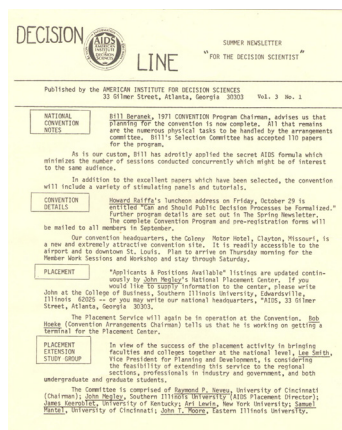 DECISION
LINE
AIDS
AMERICAN
INSTITUTE FOR
DECISION
SCIENCES
SUMMER NEWSLETTER
"FOR THE DECISION SCIENTIST"
Published by the AMERICAN INSTITUTE FOR DECISION SCIENCES
33 Gilmer Street, Atlanta, Georgia 30303 Vol. 3 No. 1
NATIONAL
CONVENTION
NOTES
Bill Beranek, 1971 CONVENTION Program Chairman, advises us that
planning for the convention is now complete. All that remains
are the numerous physical tasks to be handled by the arrangements
committee. Bill's Selection Committee has accepted 110 papers
for the program.
As is our custom, Bill has adroitly applied the secret AIDS formula which
minimizes the number of sessions conducted concurrently which might be of interest
to the same audience.
In addition to the excellent papers which have been selected, the convention
will include a variety of stimulating panels and tutorials.
CONVENTION
DETAILS
Howard Raiffa's luncheon address on Friday, October 29 is
entitled "Can and Should Public Decision Processes be Formalized."
Further program details are set out in The Spring Newsletter.
The complete Convention Program and pre-registration forms will
be mailed to all members in September.
Our convention headquarters, the Colony Motor Hotel, Clayton, Missouri, is
a new and extremely attractive convention site. It is readily accessible to the
airport and to downtown St. Louis. Plan to arrive on Thursday morning for the
Member Work Sessions and Workshop and stay through Saturday.
PLACEMENT
"Applicants & Positions Available" listings are updated contin-
uously by John Megley's National Placement Center. If you
would like to supply information to the center, please write
John at the College of Business, Southern Illinois University, Edwardsville,
Illinois 62025 -- or you may write our national headquarters, "AIDS, 33 Gilmer
Street, Atlanta, Georgia 30303.
The Placement Service will again be in operation at the Convention. Bob
Hoeke (Convention Arrangements Chairman) tells us that he is working on getting a
terminal for the Placement Center.
PLACEMENT
EXTENSION
STUDY GROUP
In view of the success of the placement activity in bringing
faculties and colleges together at the national level, Lee Smith,
Vice President for Planning and Development, is considering
the feasibility of extending this service to the regional
sections, professionals in industry and government, and both
undergraduate and graduate students.
The Committee is comprised of Raymond P. Neveu, University of Cincinnati
(Chairman); John Megley, Southern Illinois University (AIDS Placement Director);
James Keeroblet, University of Kentucky; Ari Lewin, New York University; Samuel
Mantel, University of Cincinnati; John T. Moore, Eastern Illinois University.